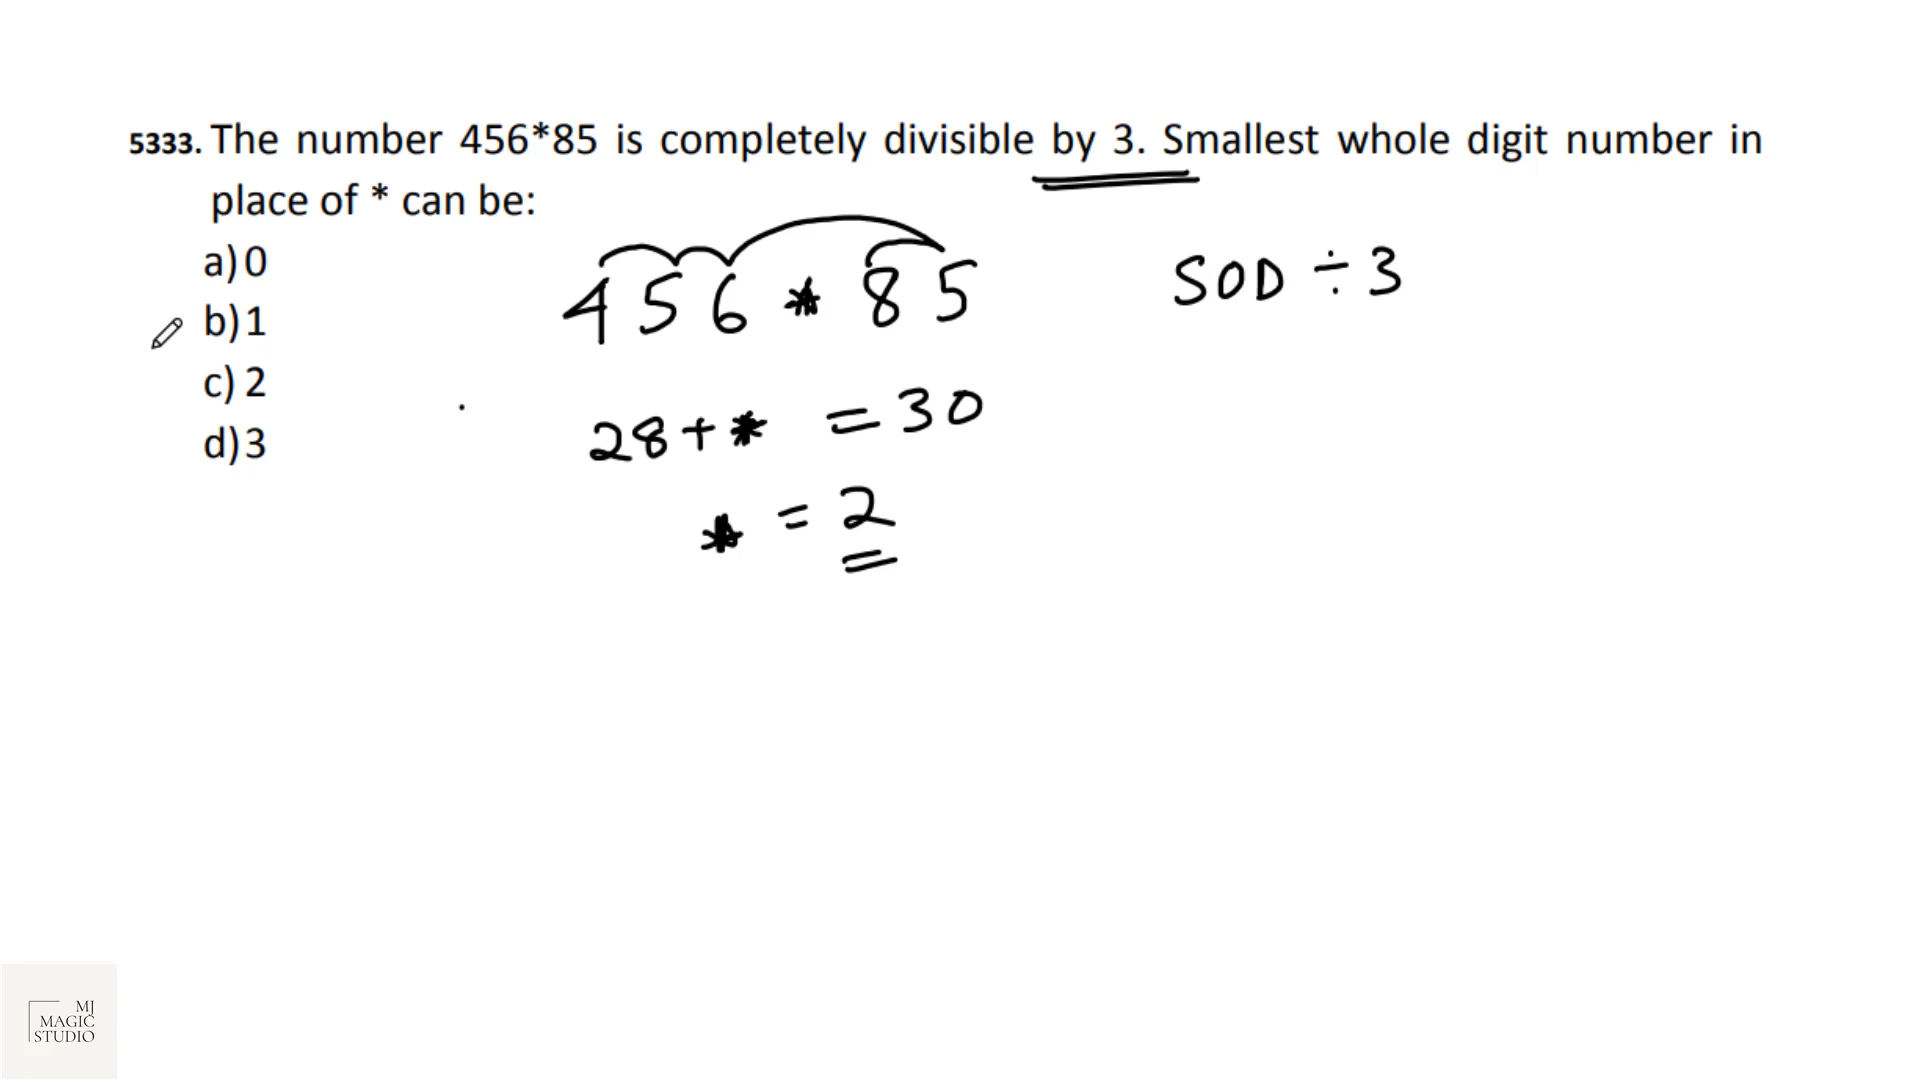 5333. The number 456*85 is completely divisible by 3. Smallest whole digit number in
place of * can be:
a) 0
b) 1
c) 2
d) 3
4 5 6 * 8 5
SOD ÷ 3
28 + * = 30
* = 2
MJ
MAGIC
STUDIO